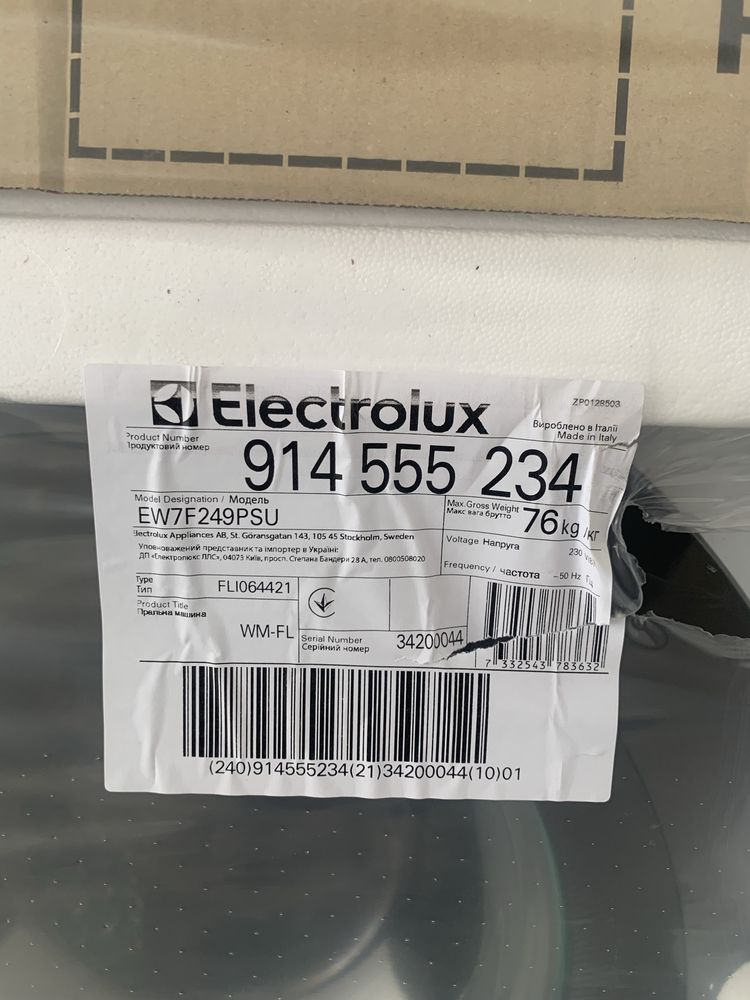 Electrolux
ZP0128503
Вироблено в Італії
Made in Italy
Product Number
Продуктовий номер
914 555 234
Model Designation / Модель
EW7F249PSU
Max.Gross Weight
Макс вага брутто
76 kg / КГ
Electrolux Appliances AB, St. Göransgatan 143, 105 45 Stockholm, Sweden
Уповноважений представник та імпортер в Україні:
ДП «Електролюкс ЛЛС», 04073 Київ, просп. Степана Бандери 28 А, тел. 0800508020
Voltage Напруга
230
Frequency / частота ~50 Hz
Type
Тип
FLI064421
Product Title
Пральна машина
WM-FL
Serial Number
Серійний номер
34200044
7 332543 783632
(240)914555234(21)34200044(10)01